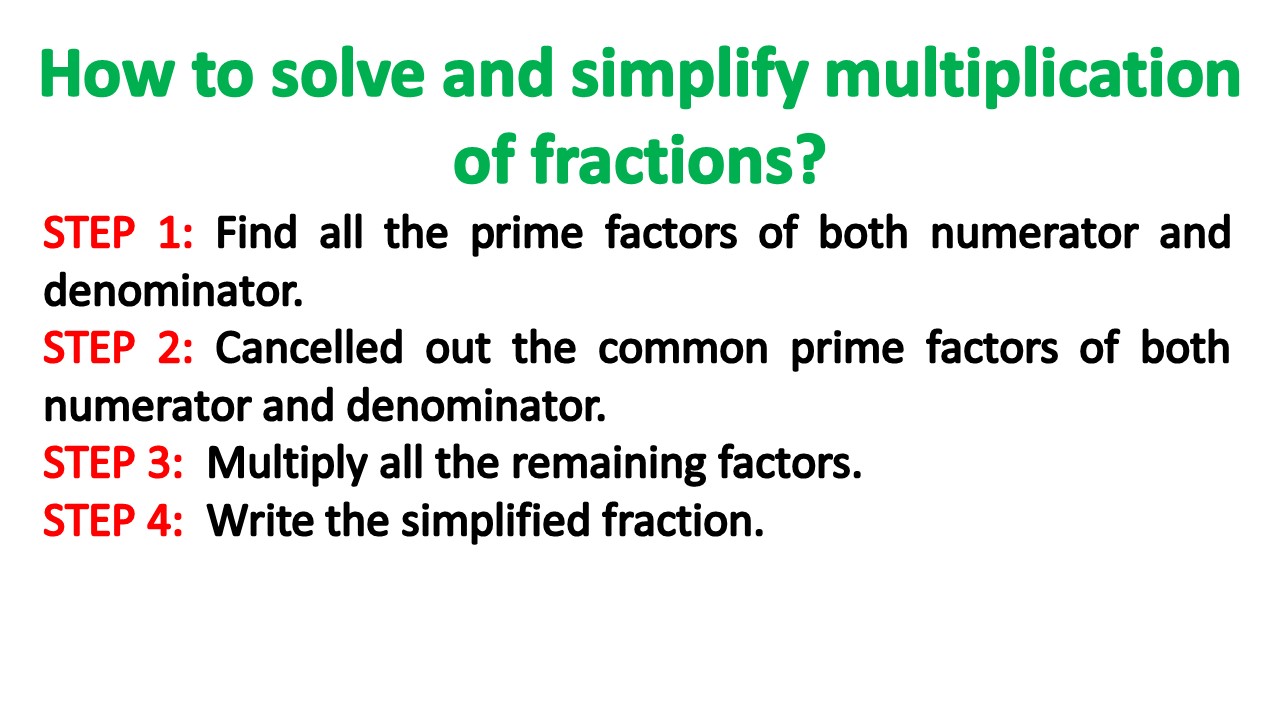 How to solve and simplify multiplication
of fractions?
STEP 1: Find all the prime factors of both numerator and
denominator.
STEP 2: Cancelled out the common prime factors of both
numerator and denominator.
STEP 3: Multiply all the remaining factors.
STEP 4: Write the simplified fraction.